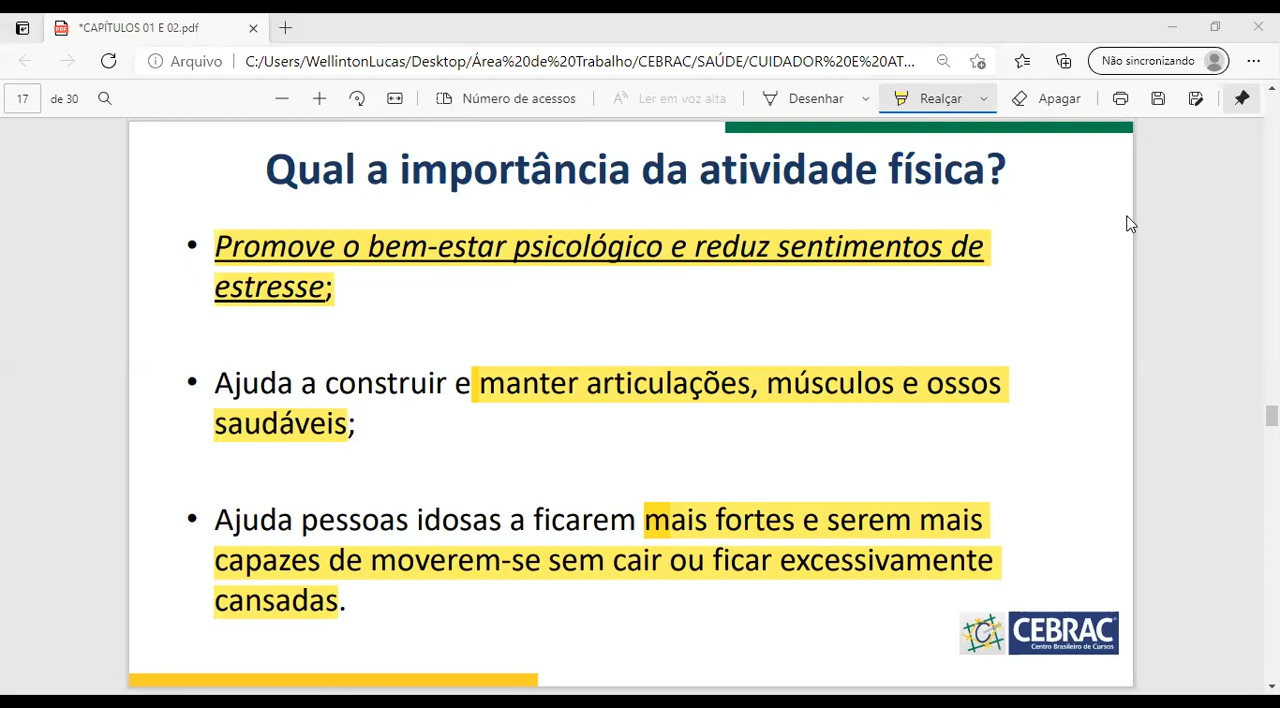 *CAPÍTULOS 01 E 02.pdf
Arquivo
C:/Users/WellintonLucas/Desktop/Área%20de%20Trabalho/CEBRAC/SAÚDE/CUIDADOR%20E%20AT...
Não sincronizando
17 de 30
Número de acessos
Ler em voz alta
Desenhar
Realçar
Apagar
Qual a importância da atividade física?
• Promove o bem-estar psicológico e reduz sentimentos de
estresse;
• Ajuda a construir e manter articulações, músculos e ossos
saudáveis;
• Ajuda pessoas idosas a ficarem mais fortes e serem mais
capazes de moverem-se sem cair ou ficar excessivamente
cansadas.
CEBRAC
Centro Brasileiro de Cursos